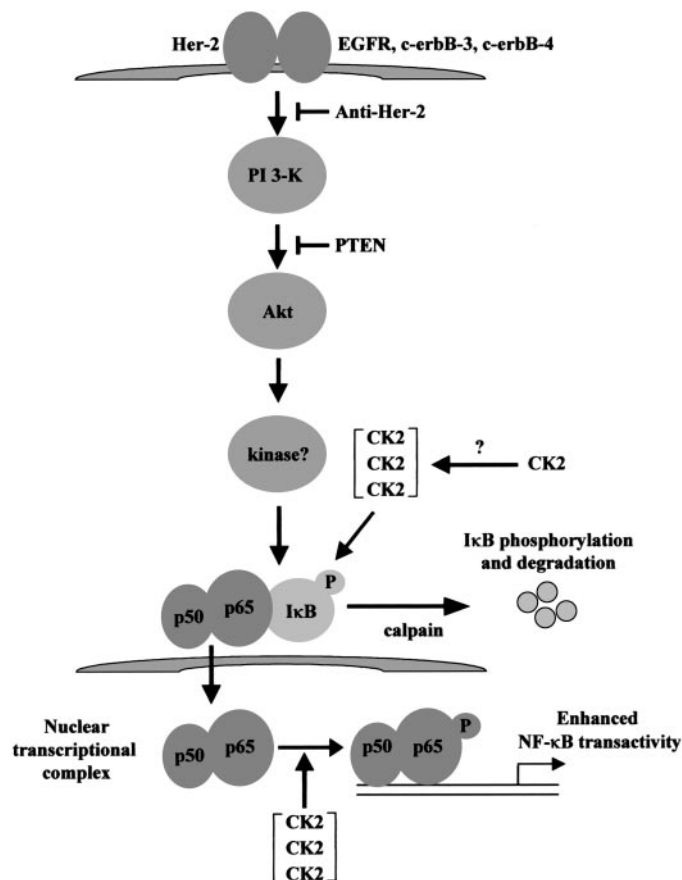 Her-2
EGFR, c-erbB-3, c-erbB-4
Anti-Her-2
PI 3-K
PTEN
Akt
kinase?
CK2
CK2
CK2
?
CK2
IκB phosphorylation
and degradation
P
p50
p65
IκB
calpain
Nuclear
transcriptional
complex
p50
p65
p50
p65
P
Enhanced
NF-κB transactivity
CK2
CK2
CK2